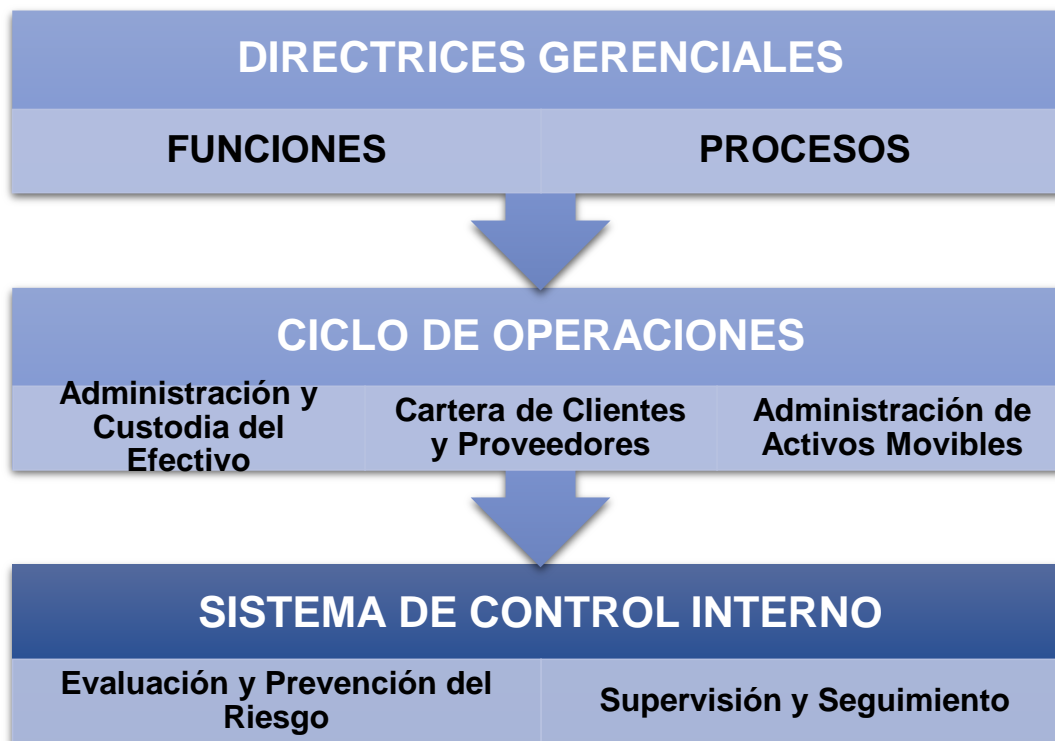 DIRECTRICES GERENCIALES
FUNCIONES
PROCESOS
CICLO DE OPERACIONES
Administración y
Custodia del
Efectivo
Cartera de Clientes
y Proveedores
Administración de
Activos Movibles
SISTEMA DE CONTROL INTERNO
Evaluación y Prevención del
Riesgo
Supervisión y Seguimiento